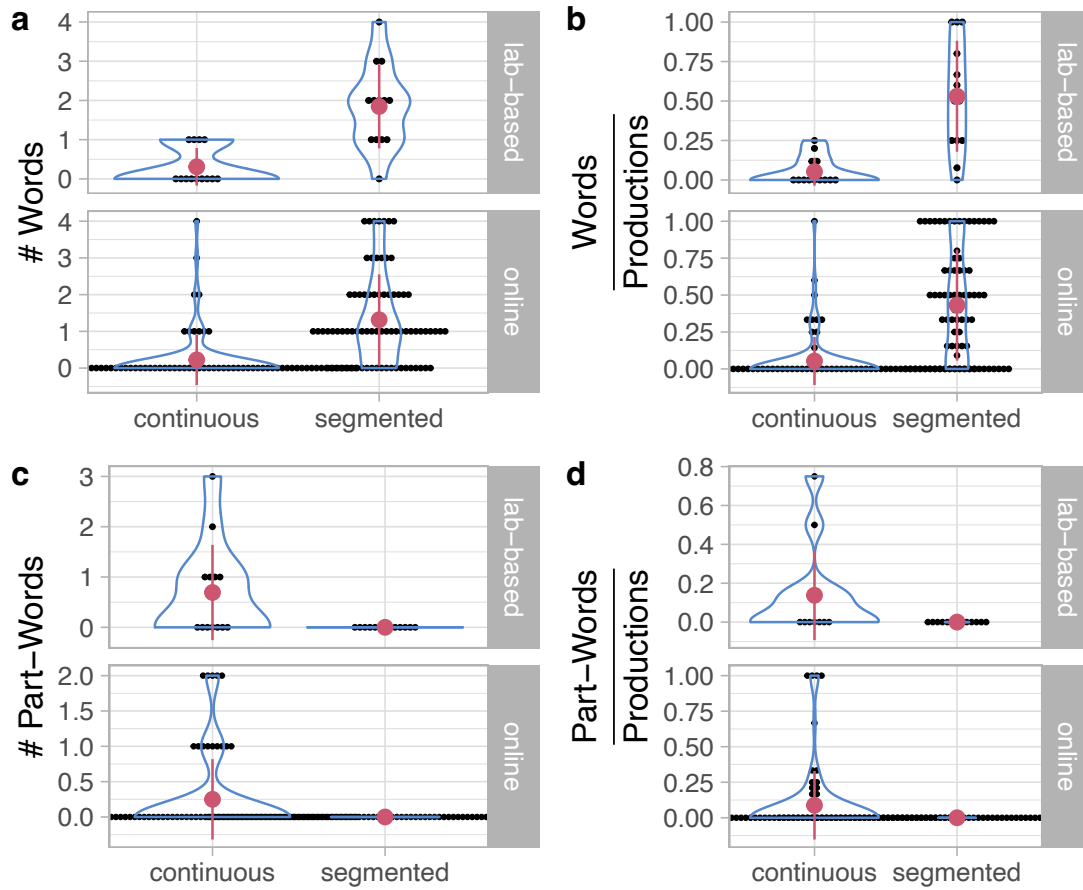 a
# Words
4
3
2
1
0
lab−based
4
3
2
1
0
online
continuous
segmented
b
Words
Productions
1.00
0.75
0.50
0.25
0.00
lab−based
1.00
0.75
0.50
0.25
0.00
online
continuous
segmented
c
# Part−Words
3
2
1
0
lab−based
2.0
1.5
1.0
0.5
0.0
online
continuous
segmented
d
Part−Words
Productions
0.8
0.6
0.4
0.2
0.0
lab−based
1.00
0.75
0.50
0.25
0.00
online
continuous
segmented